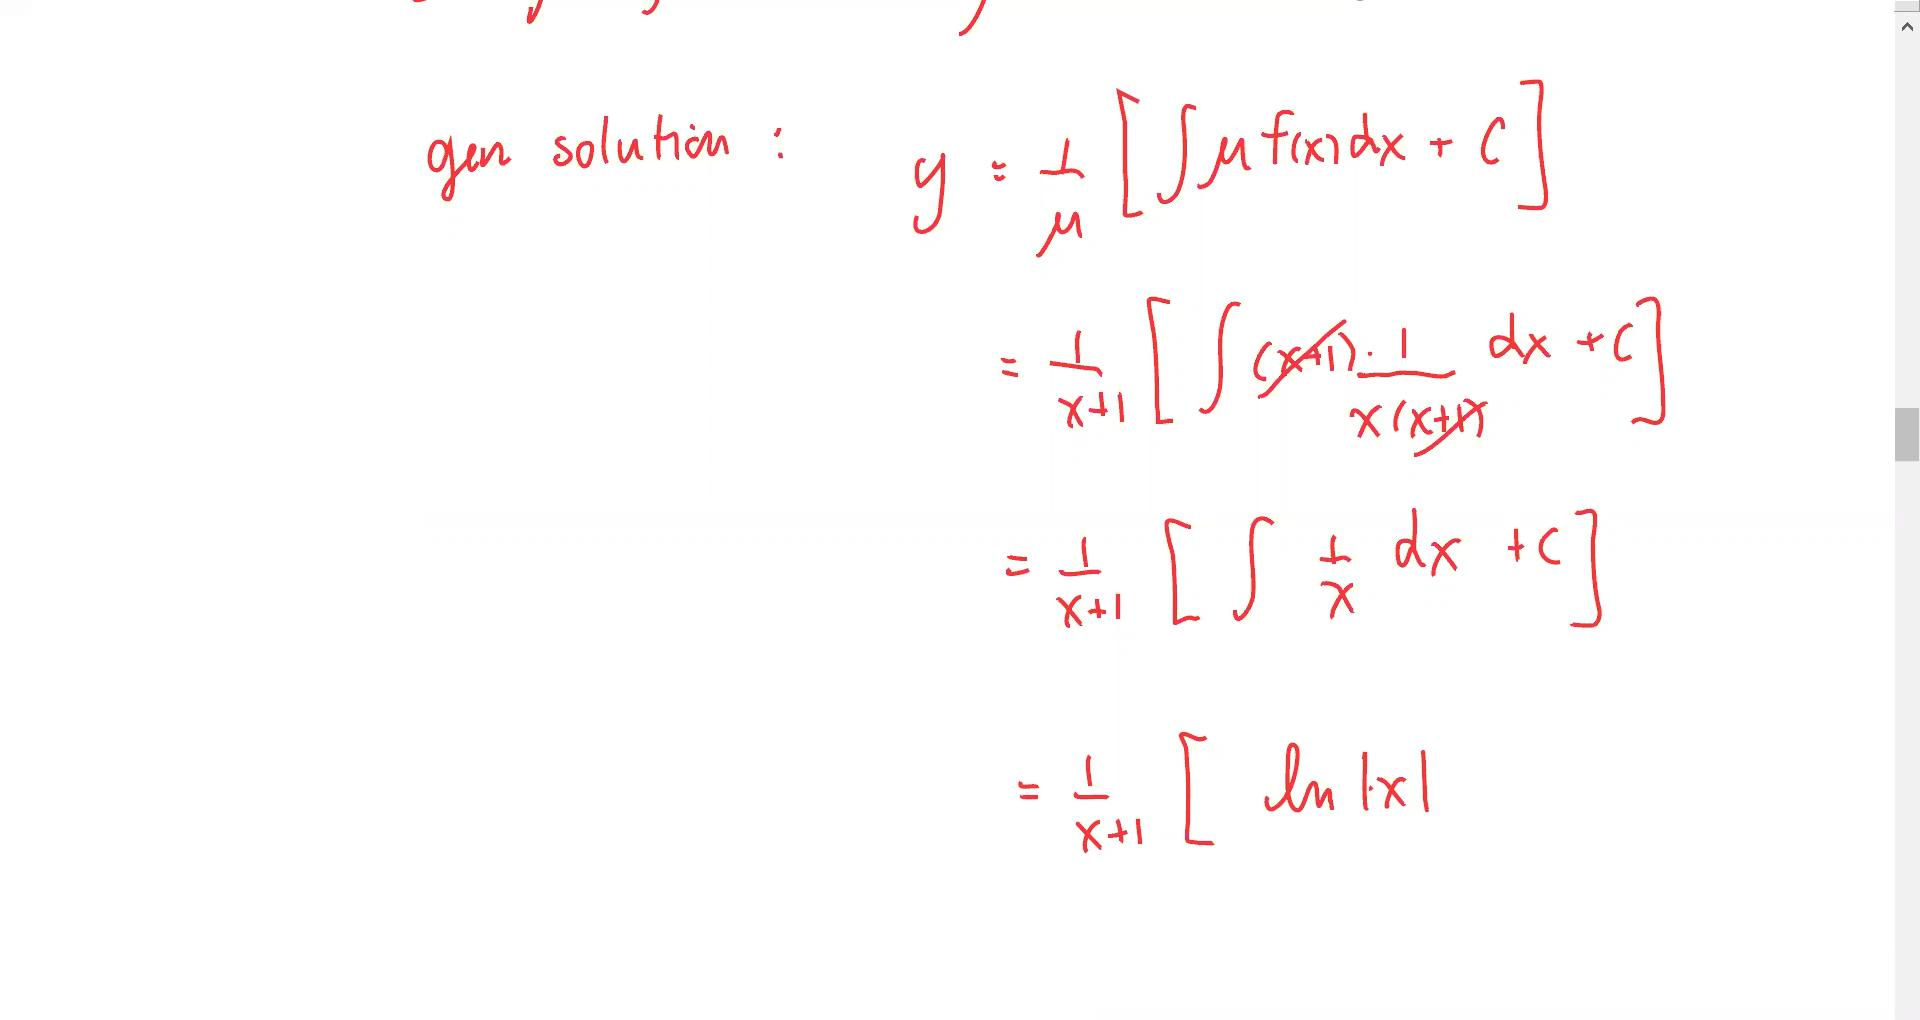 gen solution : y = 1/μ [ ∫ μ f(x) dx + C ]
= 1/x+1 [ ∫ (x+1) · 1/x(x+1) dx + C ]
= 1/x+1 [ ∫ 1/x dx + C ]
= 1/x+1 [ ln |x|